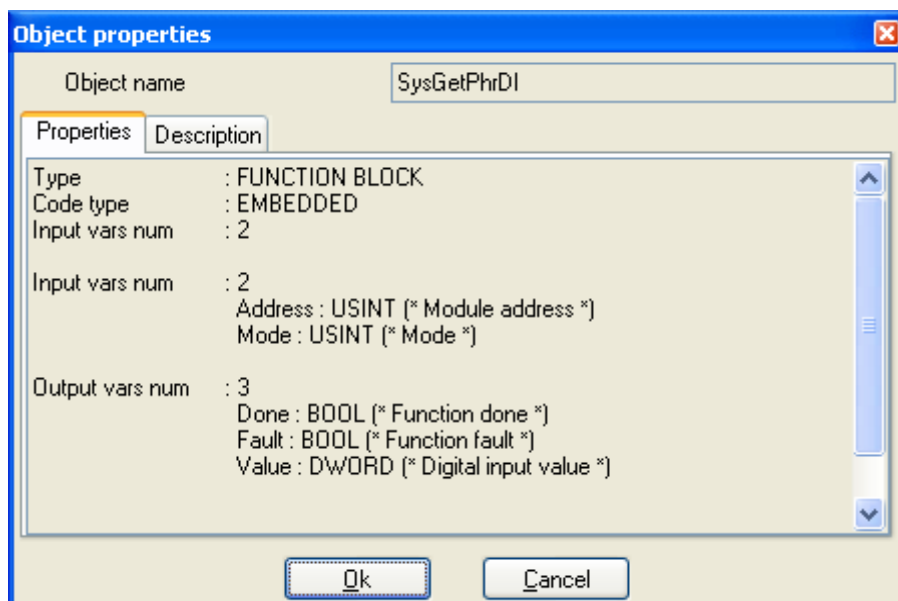 Object properties
Object name SysGetPhrDI
Properties Description
Type : FUNCTION BLOCK
Code type : EMBEDDED
Input vars num : 2
Input vars num : 2
Address : USINT (* Module address *)
Mode : USINT (* Mode *)
Output vars num : 3
Done : BOOL (* Function done *)
Fault : BOOL (* Function fault *)
Value : DWORD (* Digital input value *)
Ok Cancel